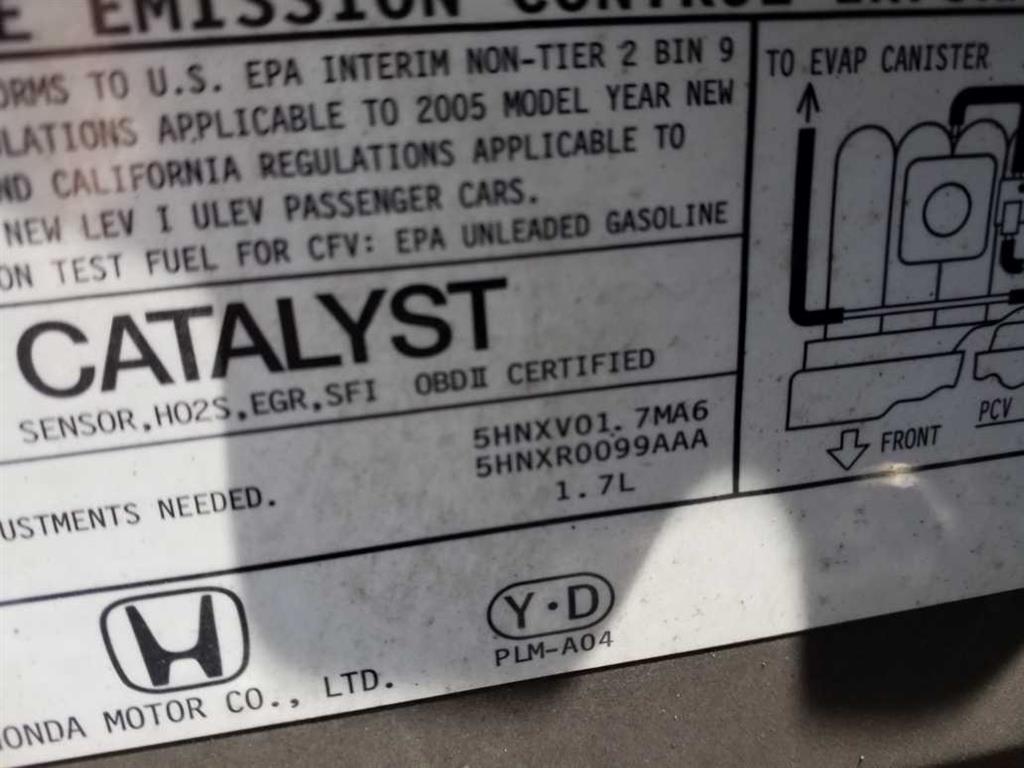 E EMISSION CONTROL INFORMA
ORMS TO U.S. EPA INTERIM NON-TIER 2 BIN 9
ULATIONS APPLICABLE TO 2005 MODEL YEAR NEW
ND CALIFORNIA REGULATIONS APPLICABLE TO
NEW LEV I ULEV PASSENGER CARS.
ON TEST FUEL FOR CFV: EPA UNLEADED GASOLINE
CATALYST
SENSOR,HO2S,EGR,SFI OBDⅡ CERTIFIED
5HNXV01.7MA6
5HNXR0099AAA
USTMENTS NEEDED.
1.7L
TO EVAP CANISTER
PCV
FRONT
Y·D
PLM-A04
HONDA MOTOR CO., LTD.